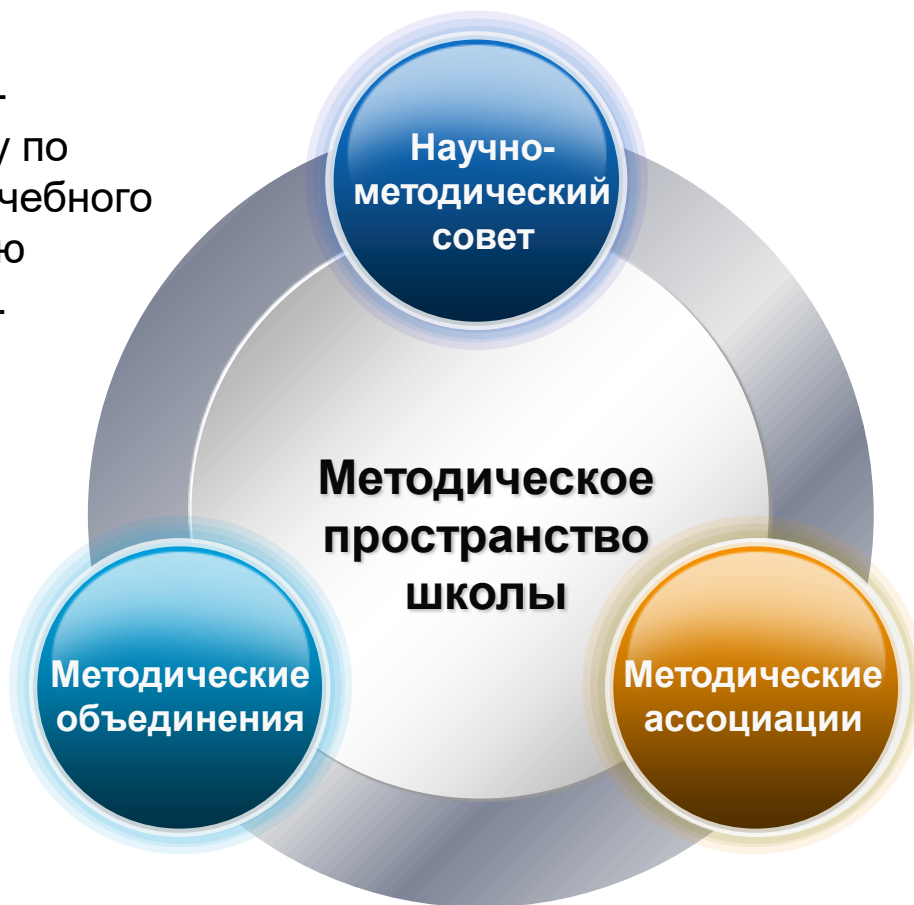 у по
чебного
ю
Научно-
методический
совет
Методическое
пространство
школы
Методические
объединения
Методические
ассоциации